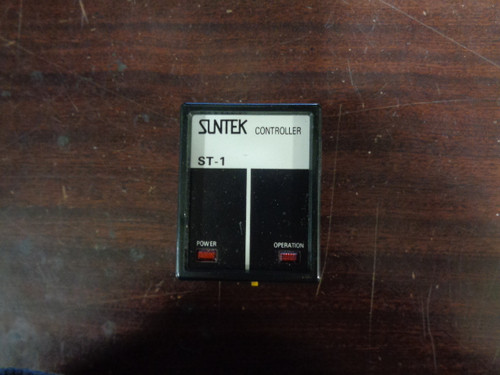 SUNTEK CONTROLLER
ST-1
POWER OPERATION